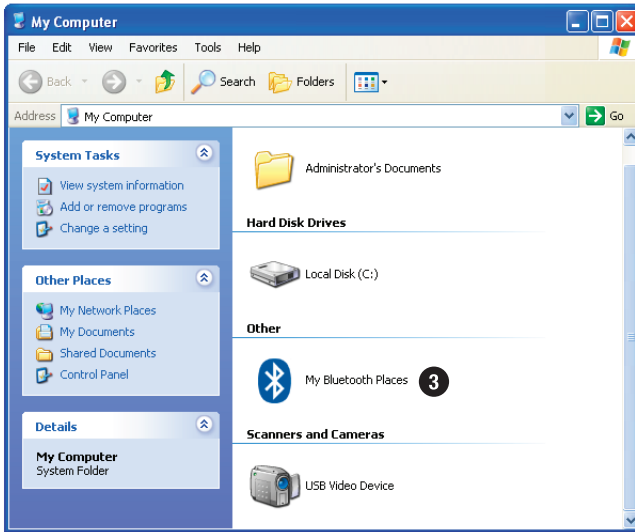 My Computer
File Edit View Favorites Tools Help
Back Search Folders
Address My Computer Go
System Tasks
View system information
Add or remove programs
Change a setting
Other Places
My Network Places
My Documents
Shared Documents
Control Panel
Details
My Computer
System Folder
Administrator's Documents
Hard Disk Drives
Local Disk (C:)
Other
My Bluetooth Places 3
Scanners and Cameras
USB Video Device